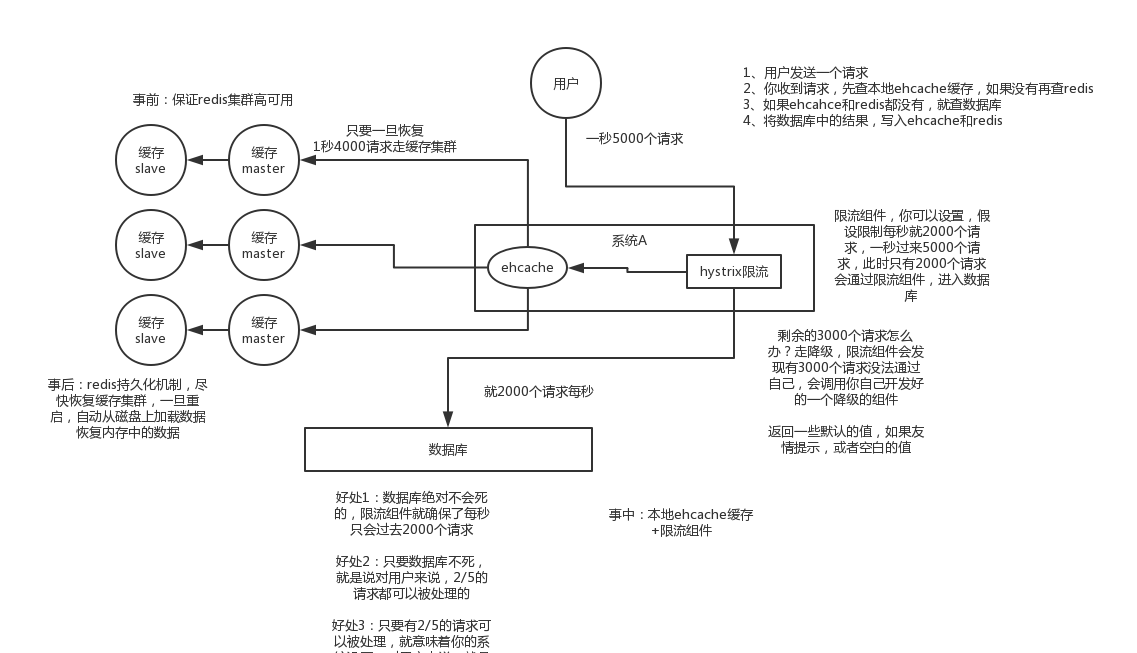 用户
1、用户发送一个请求
2、你收到请求，先查本地ehcache缓存，如果没有再查redis
3、如果ehcahce和redis都没有，就查数据库
4、将数据库中的结果，写入ehcache和redis
事前：保证redis集群高可用
只要一旦恢复
1秒4000请求走缓存集群
一秒5000个请求
缓存
slave
缓存
master
缓存
slave
缓存
master
缓存
slave
缓存
master
系统A
ehcache
hystrix限流
限流组件，你可以设置，假
设限制每秒就2000个请
求，一秒过来5000个请
求，此时只有2000个请求
会通过限流组件，进入数据
库
剩余的3000个请求怎么
办？走降级，限流组件会发
现有3000个请求没法通过
自己，会调用你自己开发好
的一个降级的组件
返回一些默认的值，如果友
情提示，或者空白的值
事后：redis持久化机制，尽
快恢复缓存集群，一旦重
启，自动从磁盘上加载数据
恢复内存中的数据
就2000个请求每秒
数据库
好处1：数据库绝对不会死
的，限流组件就确保了每秒
只会过去2000个请求
好处2：只要数据库不死，
就是说对用户来说，2/5的
请求都可以被处理的
好处3：只要有2/5的请求可
以被处理，就意味着你的系
事中：本地ehcache缓存
+限流组件